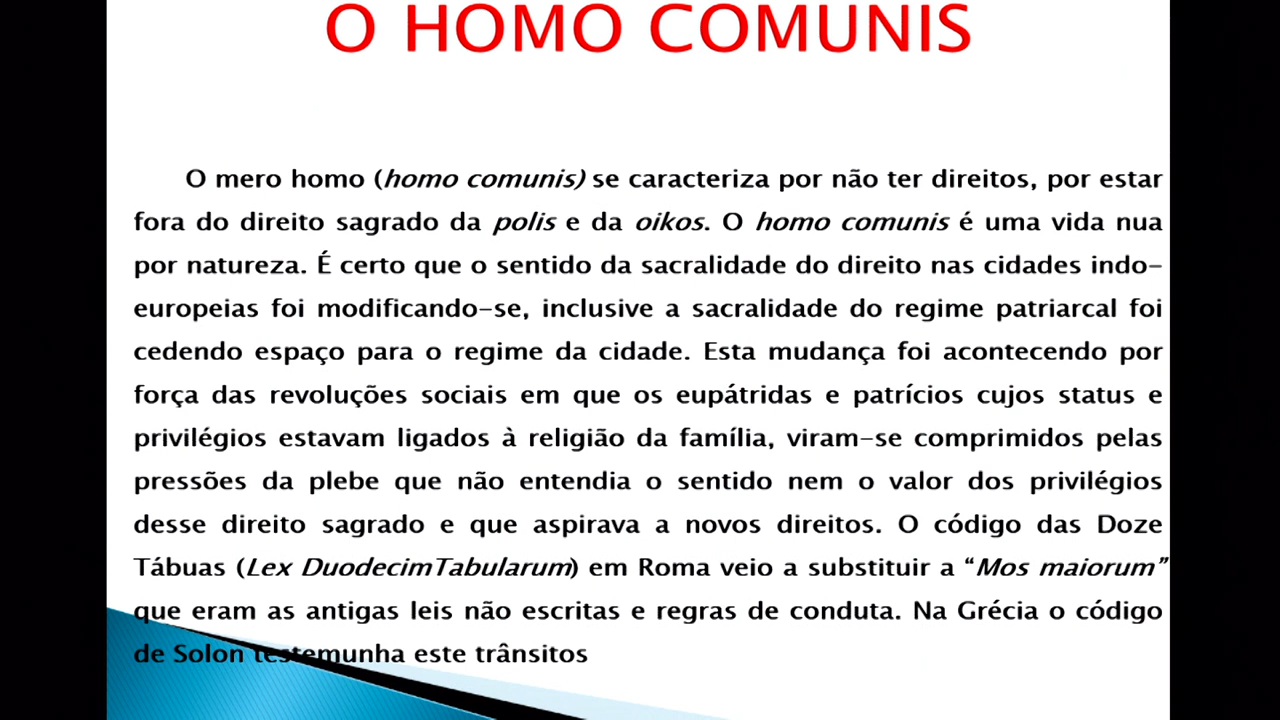 O HOMO COMUNIS
O mero homo (homo comunis) se caracteriza por não ter direitos, por estar
fora do direito sagrado da polis e da oikos. O homo comunis é uma vida nua
por natureza. É certo que o sentido da sacralidade do direito nas cidades indo-
europeias foi modificando-se, inclusive a sacralidade do regime patriarcal foi
cedendo espaço para o regime da cidade. Esta mudança foi acontecendo por
força das revoluções sociais em que os eupátridas e patrícios cujos status e
privilégios estavam ligados à religião da família, viram-se comprimidos pelas
pressões da plebe que não entendia o sentido nem o valor dos privilégios
desse direito sagrado e que aspirava a novos direitos. O código das Doze
Tábuas (Lex DuodecimTabularum) em Roma veio a substituir a “Mos maiorum”
que eram as antigas leis não escritas e regras de conduta. Na Grécia o código
de Solon testemunha este trânsitos